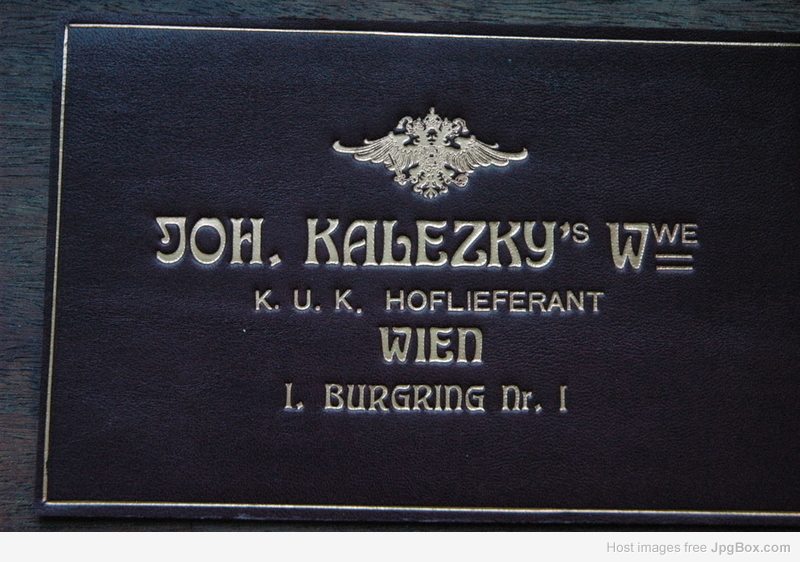 JOH. KALEZKY'S WWE
K. U. K. HOFLIEFERANT
WIEN
I. BURGRING Nr. I
Host images free JpgBox.com